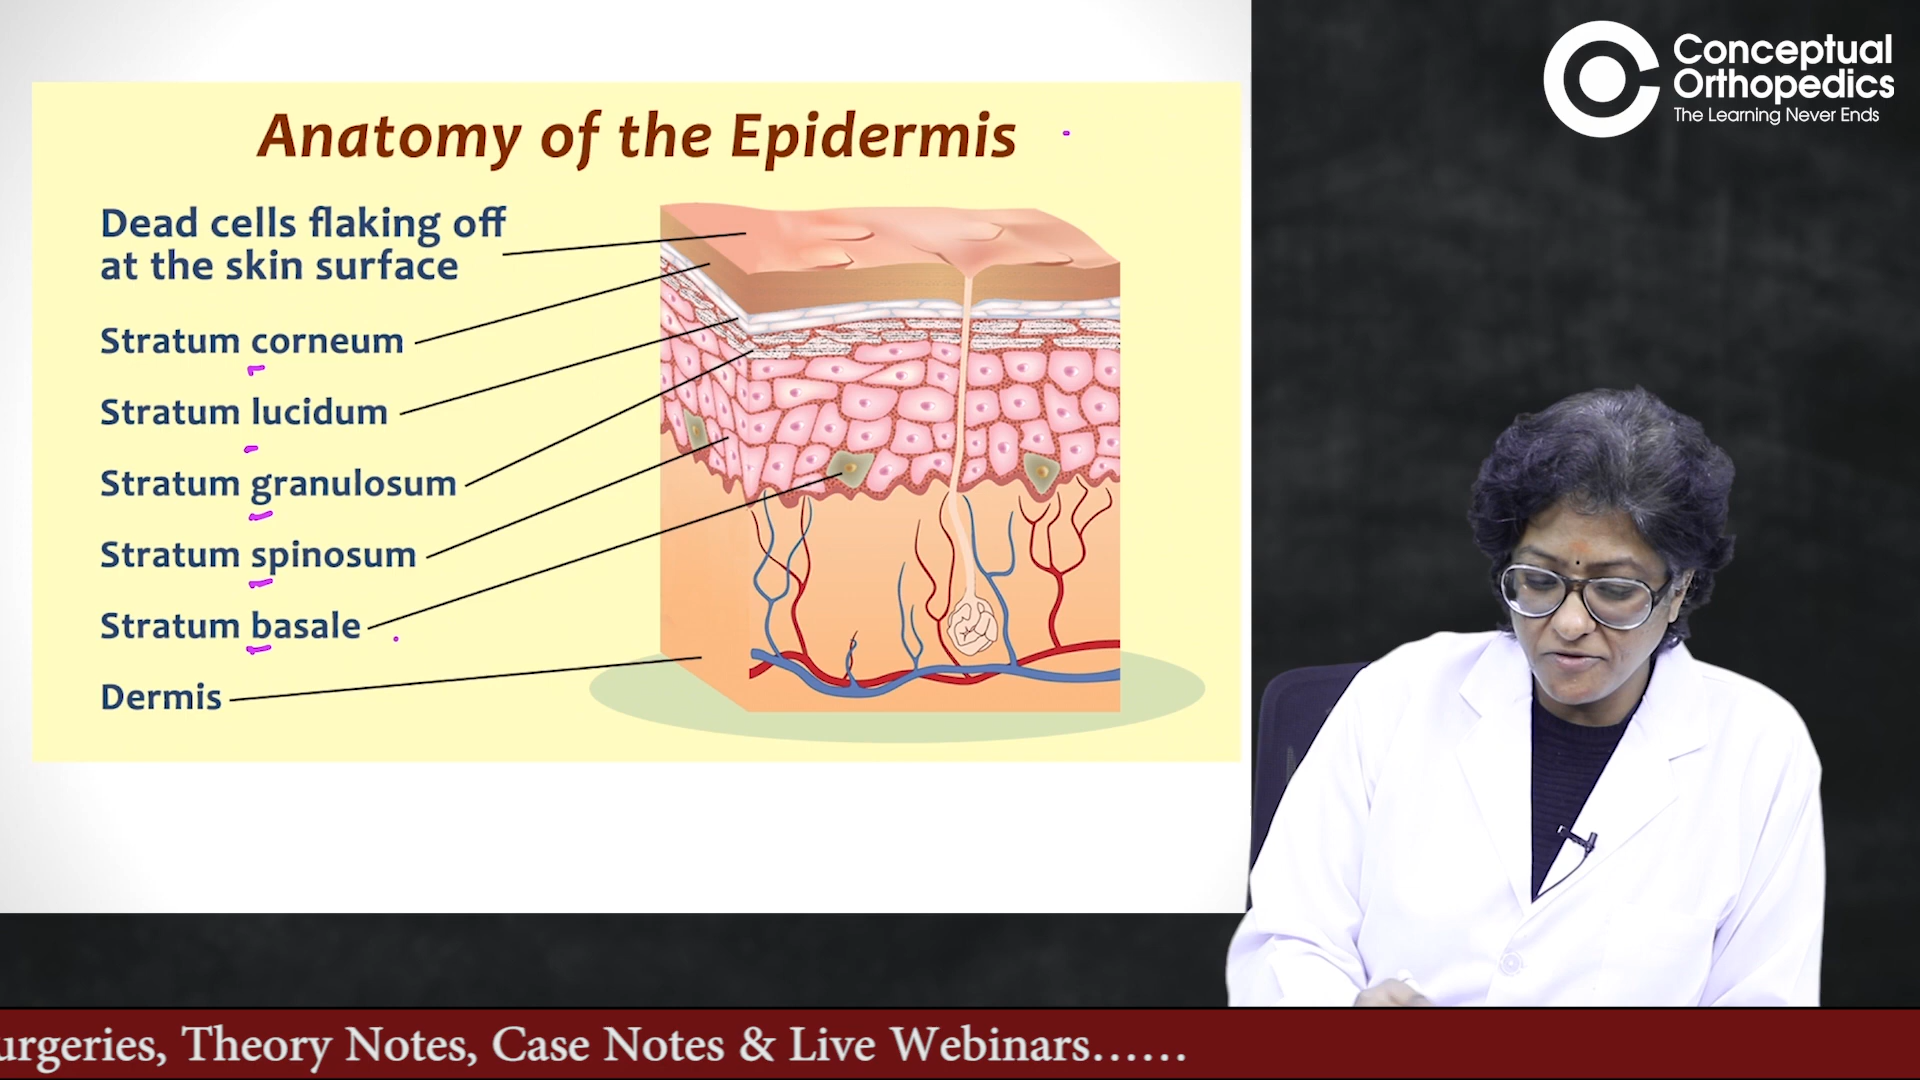 Conceptual
Orthopedics
The Learning Never Ends
Anatomy of the Epidermis
Dead cells flaking off
at the skin surface
Stratum corneum
Stratum lucidum
Stratum granulosum
Stratum spinosum
Stratum basale
Dermis
urgeries, Theory Notes, Case Notes & Live Webinars......